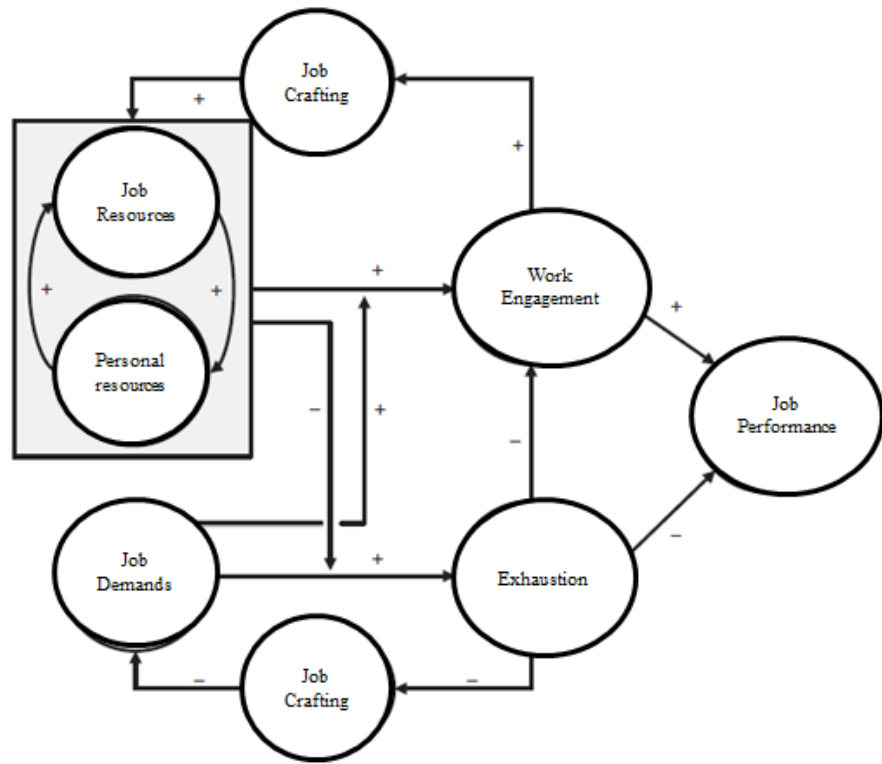 Job
Crafting
+
+
Job
Resources
+
+
+
Work
Engagement
Personal
resources
−
+
+
Job
Performance
−
−
Job
Demands
+
Exhaustion
−
−
Job
Crafting